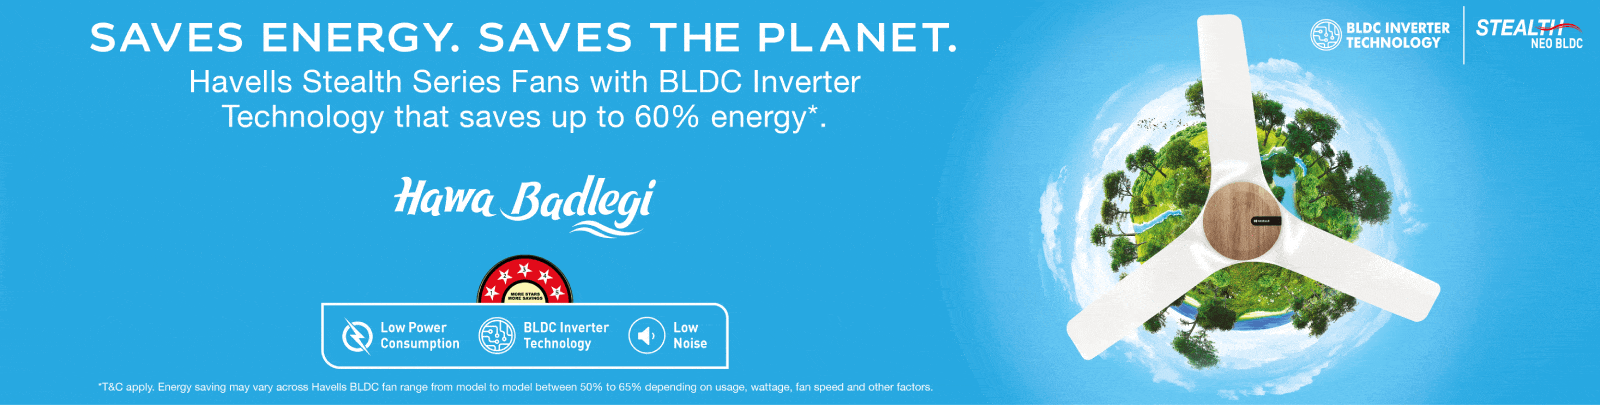 SAVES ENERGY. SAVES THE PLANET.
Havells Stealth Series Fans with BLDC Inverter
Technology that saves up to 60% energy*.
Hawa Badlegi
MORE STARS
MORE SAVINGS
Low Power
Consumption
BLDC Inverter
Technology
Low
Noise
*T&C apply. Energy saving may vary across Havells BLDC fan range from model to model between 50% to 65% depending on usage, wattage, fan speed and other factors.
BLDC INVERTER
TECHNOLOGY
STEALTH
NEO BLDC